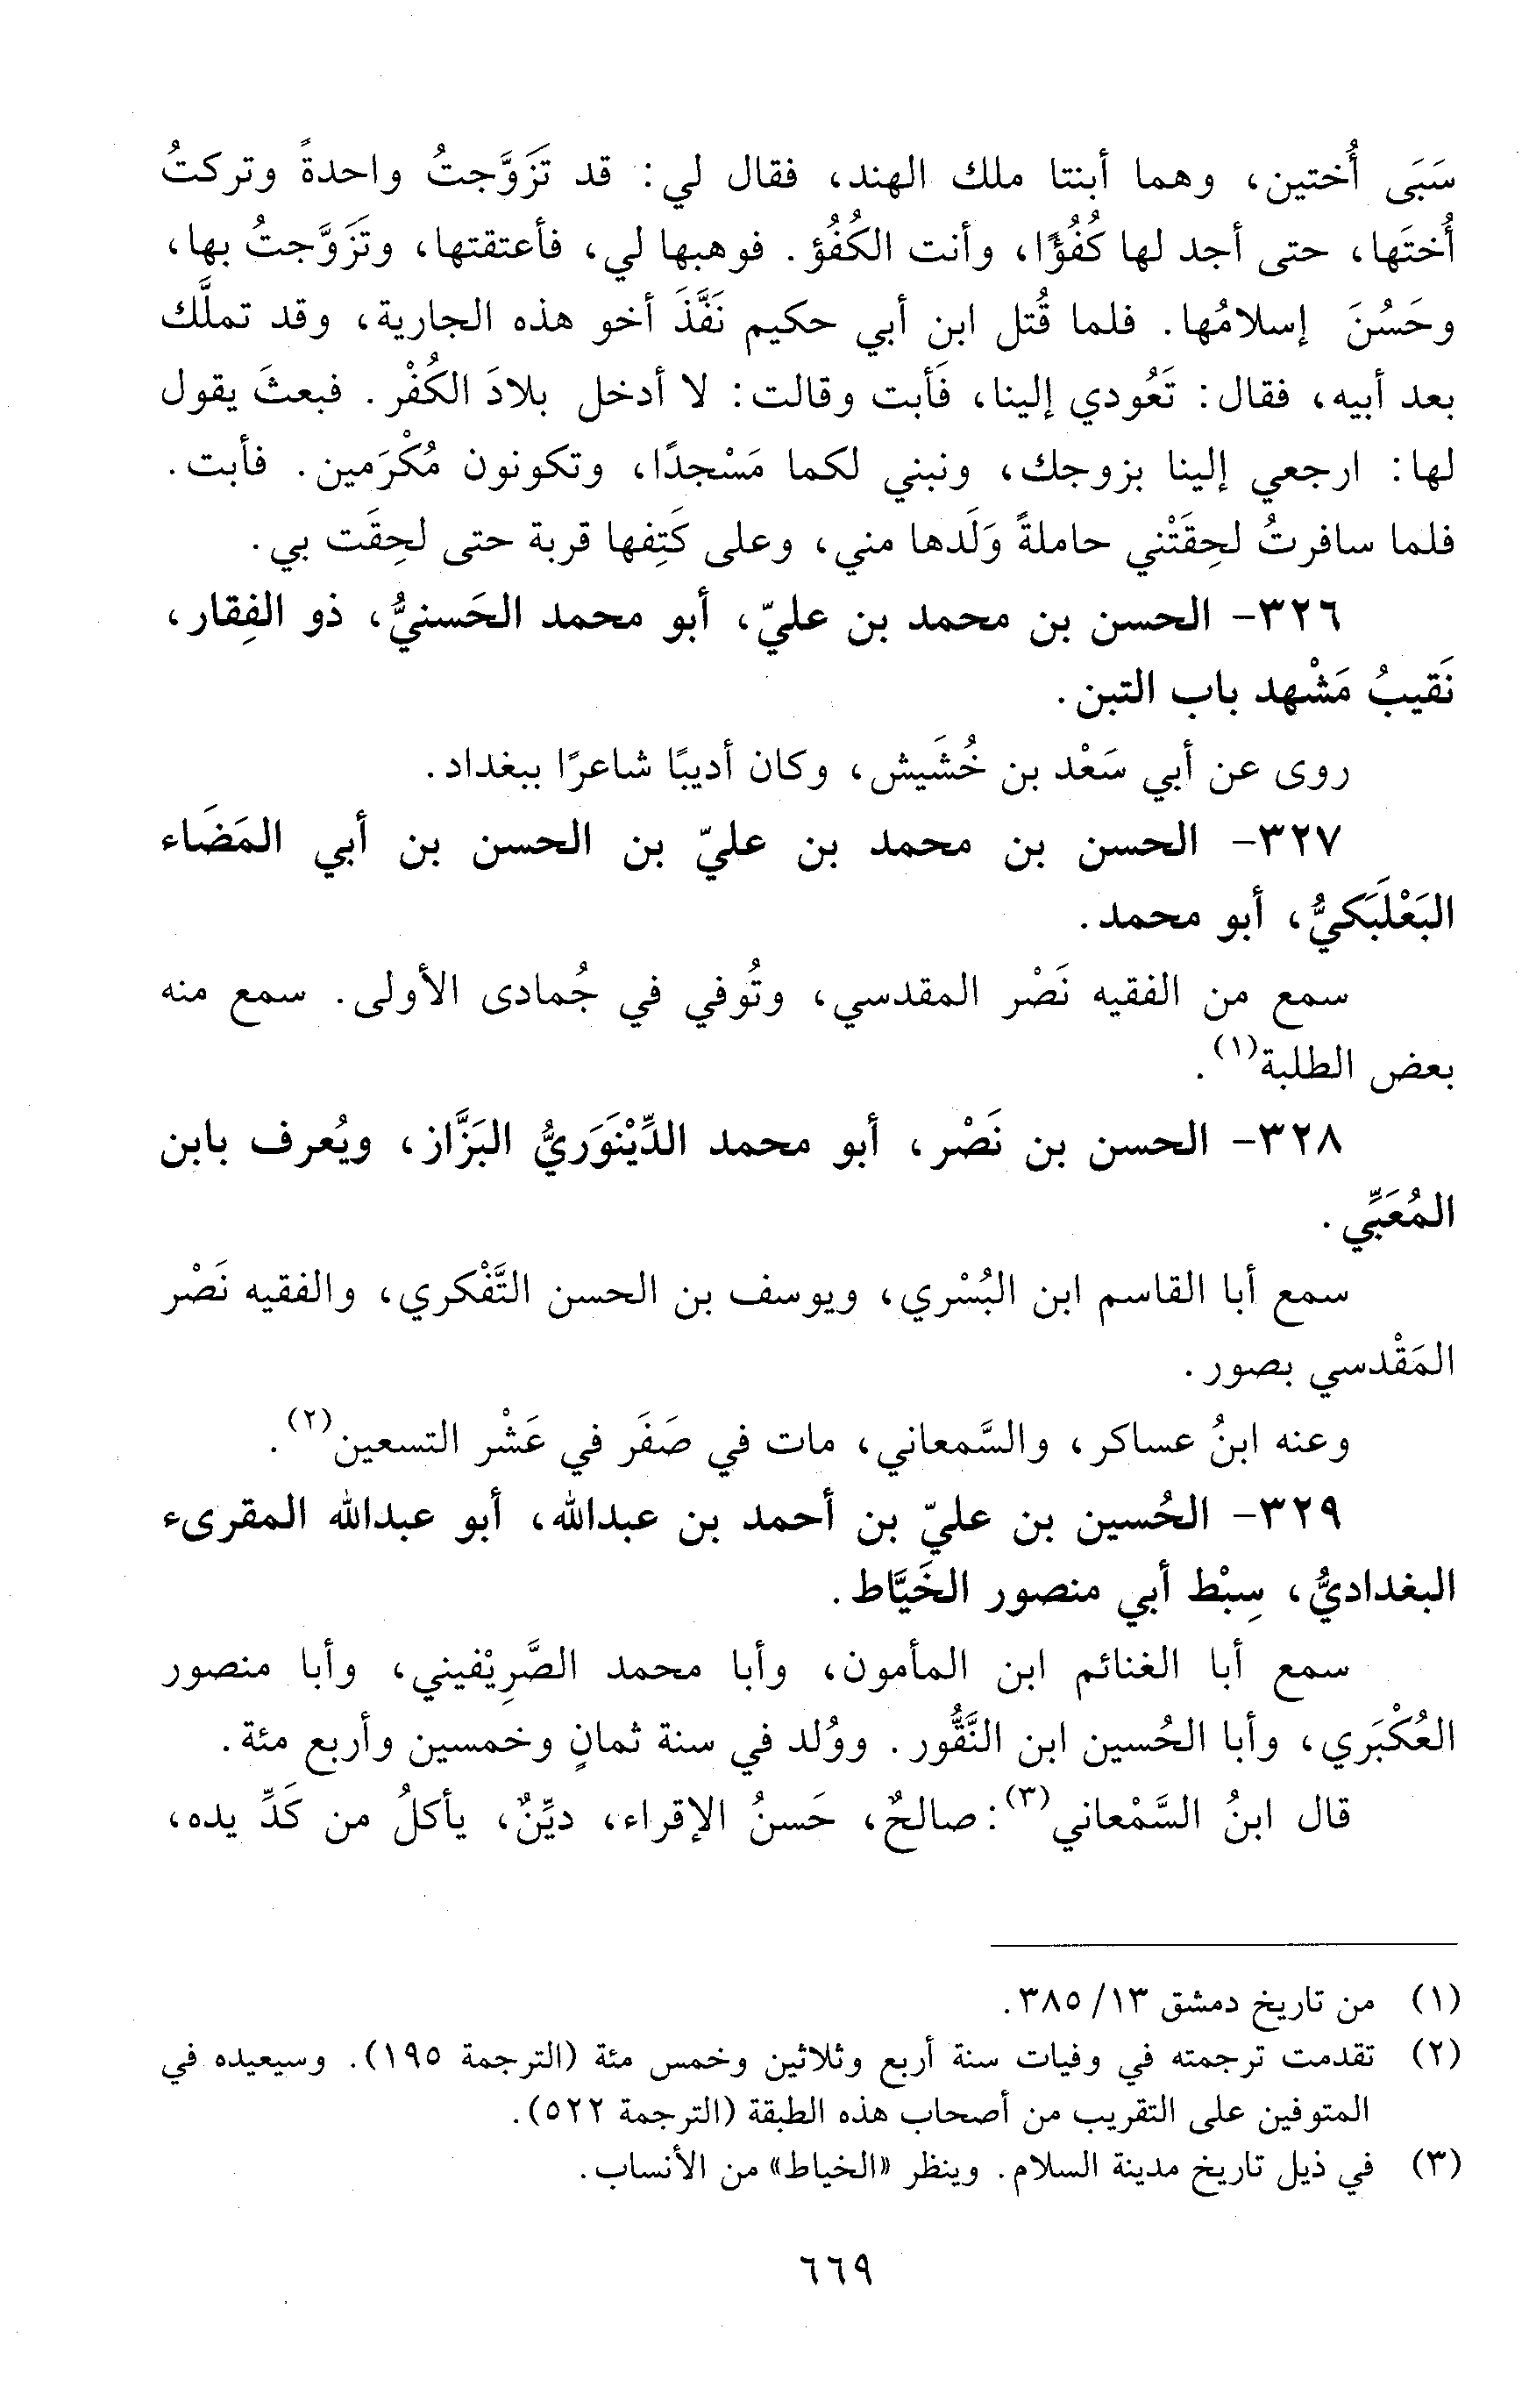 سَبَى أُختين، وهما أبنتا ملك الهند، فقال لي: قد تَزَوَّجتُ واحدةً وتركتُ
أُختَها، حتى أجد لها كُفُؤًا، وأنت الكُفُؤ. فوهبها لي، فأعتقتها، وتَزَوَّجتُ بها،
وحَسُنَ إسلامُها. فلما قُتل ابن أبي حكيم نَفَّذَ أخو هذه الجارية، وقد تملَّك
بعد أبيه، فقال: تَعُودي إلينا، فَأبت وقالت: لا أدخل بلادَ الكُفْر. فبعثَ يقول
لها: ارجعي إلينا بزوجك، ونبني لكما مَسْجدًا، وتكونون مُكْرَمين. فأبت.
فلما سافرتُ لحِقَتْني حاملةً وَلَدها مني، وعلى كَتِفها قربة حتى لحِقَت بي.
٣٢٦- الحسن بن محمد بن عليّ، أبو محمد الحَسنيُّ، ذو الفِقار،
نَقيبُ مَشْهد باب التبن.
روى عن أبي سَعْد بن خُشَيش، وكان أديبًا شاعرًا ببغداد.
٣٢٧- الحسن بن محمد بن عليّ بن الحسن بن أبي المَضَاء
البَعْلَبَكيُّ، أبو محمد.
سمع من الفقيه نَصْر المقدسي، وتُوفي في جُمادى الأولى. سمع منه
بعض الطلبة(١).
٣٢٨- الحسن بن نَصْر، أبو محمد الدِّيْنَوَريُّ البَزَّاز، ويُعرف بابن
المُعَبِّي.
سمع أبا القاسم ابن البُسْري، ويوسف بن الحسن التَّفْكري، والفقيه نَصْر
المَقْدسي بصور.
وعنه ابنُ عساكر، والسَّمعاني، مات في صَفَر في عَشْر التسعين(٢).
٣٢٩- الحُسين بن عليّ بن أحمد بن عبدالله، أبو عبدالله المقرىء
البغداديُّ، سِبْط أبي منصور الخَيَّاط.
سمع أبا الغنائم ابن المأمون، وأبا محمد الصَّرِيْفيني، وأبا منصور
العُكْبَري، وأبا الحُسين ابن النَّقُّور. ووُلد في سنة ثمانٍ وخمسين وأربع مئة.
قال ابنُ السَّمْعاني(٣): صالحٌ، حَسنُ الإقراء، ديِّنٌ، يأكلُ من كَدِّ يده،
(١) من تاريخ دمشق ١٣/ ٣٨٥.
(٢) تقدمت ترجمته في وفيات سنة أربع وثلاثين وخمس مئة (الترجمة ١٩٥). وسيعيده في
المتوفين على التقريب من أصحاب هذه الطبقة (الترجمة ٥٢٢).
(٣) في ذيل تاريخ مدينة السلام. وينظر «الخياط» من الأنساب.
٦٦٩